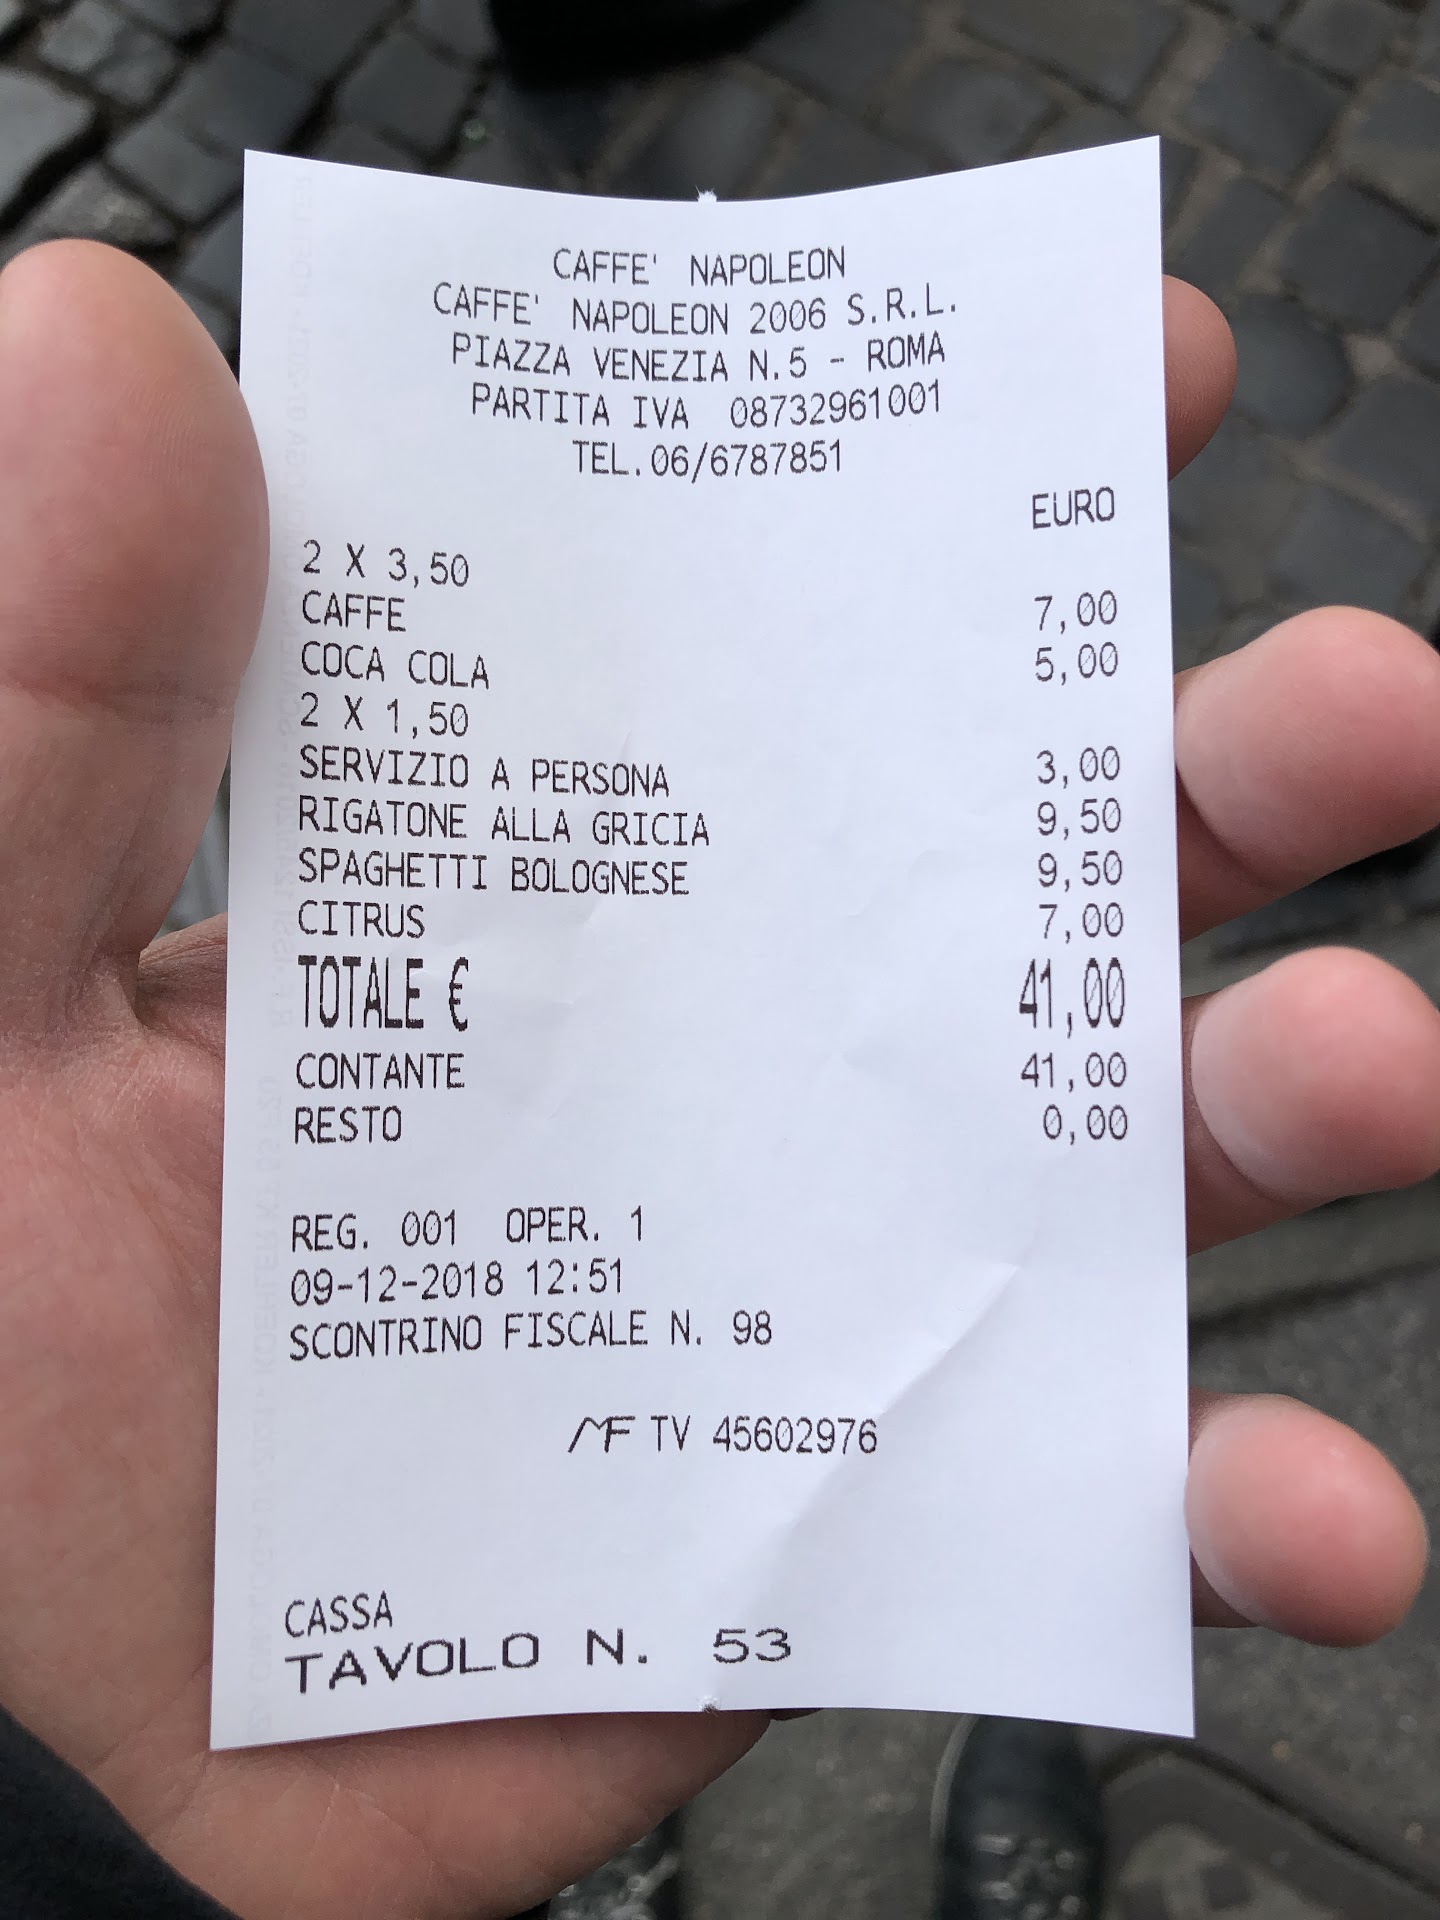 CAFFE' NAPOLEON
CAFFE' NAPOLEON 2006 S.R.L.
PIAZZA VENEZIA N.5 - ROMA
PARTITA IVA 08732961001
TEL.06/6787851
EURO
2 X 3,50
CAFFE 7,00
COCA COLA 5,00
2 X 1,50
SERVIZIO A PERSONA 3,00
RIGATONE ALLA GRICIA 9,50
SPAGHETTI BOLOGNESE 9,50
CITRUS 7,00
TOTALE € 41,00
CONTANTE 41,00
RESTO 0,00
REG. 001 OPER. 1
09-12-2018 12:51
SCONTRINO FISCALE N. 98
MF TV 45602976
CASSA
TAVOLO N. 53